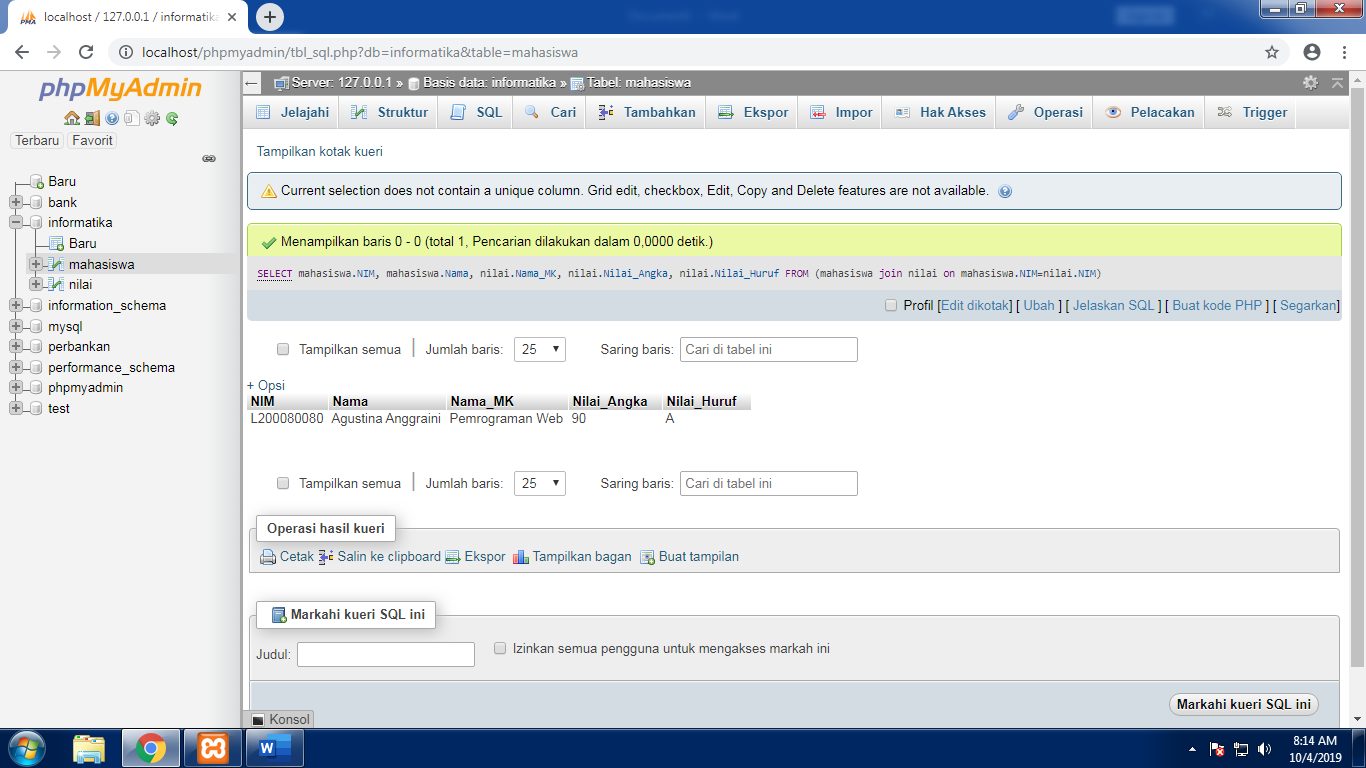 localhost / 127.0.0.1 / informatika
localhost/phpmyadmin/tbl_sql.php?db=informatika&table=mahasiswa
phpMyAdmin
Terbaru Favorit
Baru
bank
informatika
Baru
mahasiswa
nilai
information_schema
mysql
perbankan
performance_schema
phpmyadmin
test
Server: 127.0.0.1 » Basis data: informatika » Tabel: mahasiswa
Jelajahi Struktur SQL Cari Tambahkan Ekspor Impor Hak Akses Operasi Pelacakan Trigger
Tampilkan kotak kueri
Current selection does not contain a unique column. Grid edit, checkbox, Edit, Copy and Delete features are not available.
Menampilkan baris 0 - 0 (total 1, Pencarian dilakukan dalam 0,0000 detik.)
SELECT mahasiswa.NIM, mahasiswa.Nama, nilai.Nama_MK, nilai.Nilai_Angka, nilai.Nilai_Huruf FROM (mahasiswa join nilai on mahasiswa.NIM=nilai.NIM)
Profil [Edit dikotak] [ Ubah ] [ Jelaskan SQL ] [ Buat kode PHP ] [ Segarkan]
Tampilkan semua | Jumlah baris: 25 Saring baris: Cari di tabel ini
+ Opsi
NIM Nama Nama_MK Nilai_Angka Nilai_Huruf
L200080080 Agustina Anggraini Pemrograman Web 90 A
Tampilkan semua | Jumlah baris: 25 Saring baris: Cari di tabel ini
Operasi hasil kueri
Cetak Salin ke clipboard Ekspor Tampilkan bagan Buat tampilan
Markahi kueri SQL ini
Judul: Izinkan semua pengguna untuk mengakses markah ini
Markahi kueri SQL ini
Konsol
8:14 AM
10/4/2019